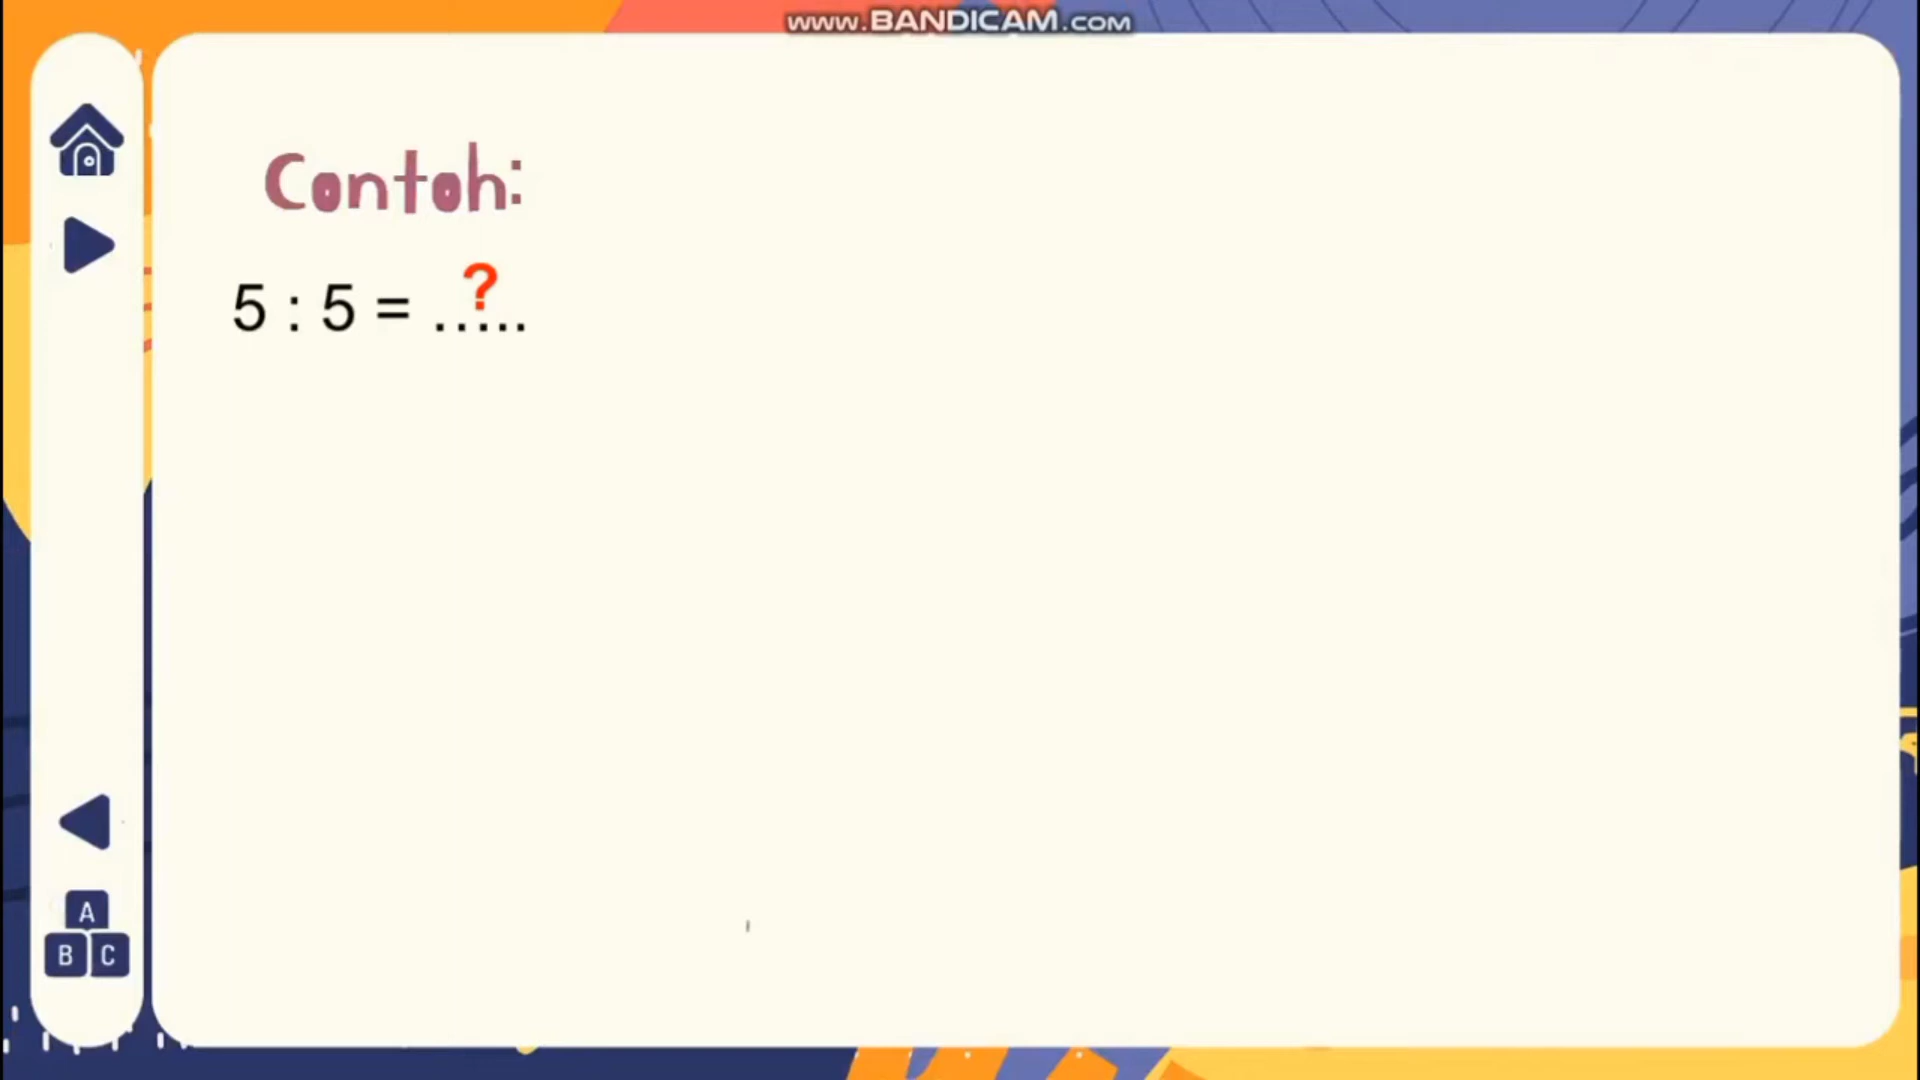 www.BANDICAM.com
Contoh:
?
5 : 5 = .....
A
B C